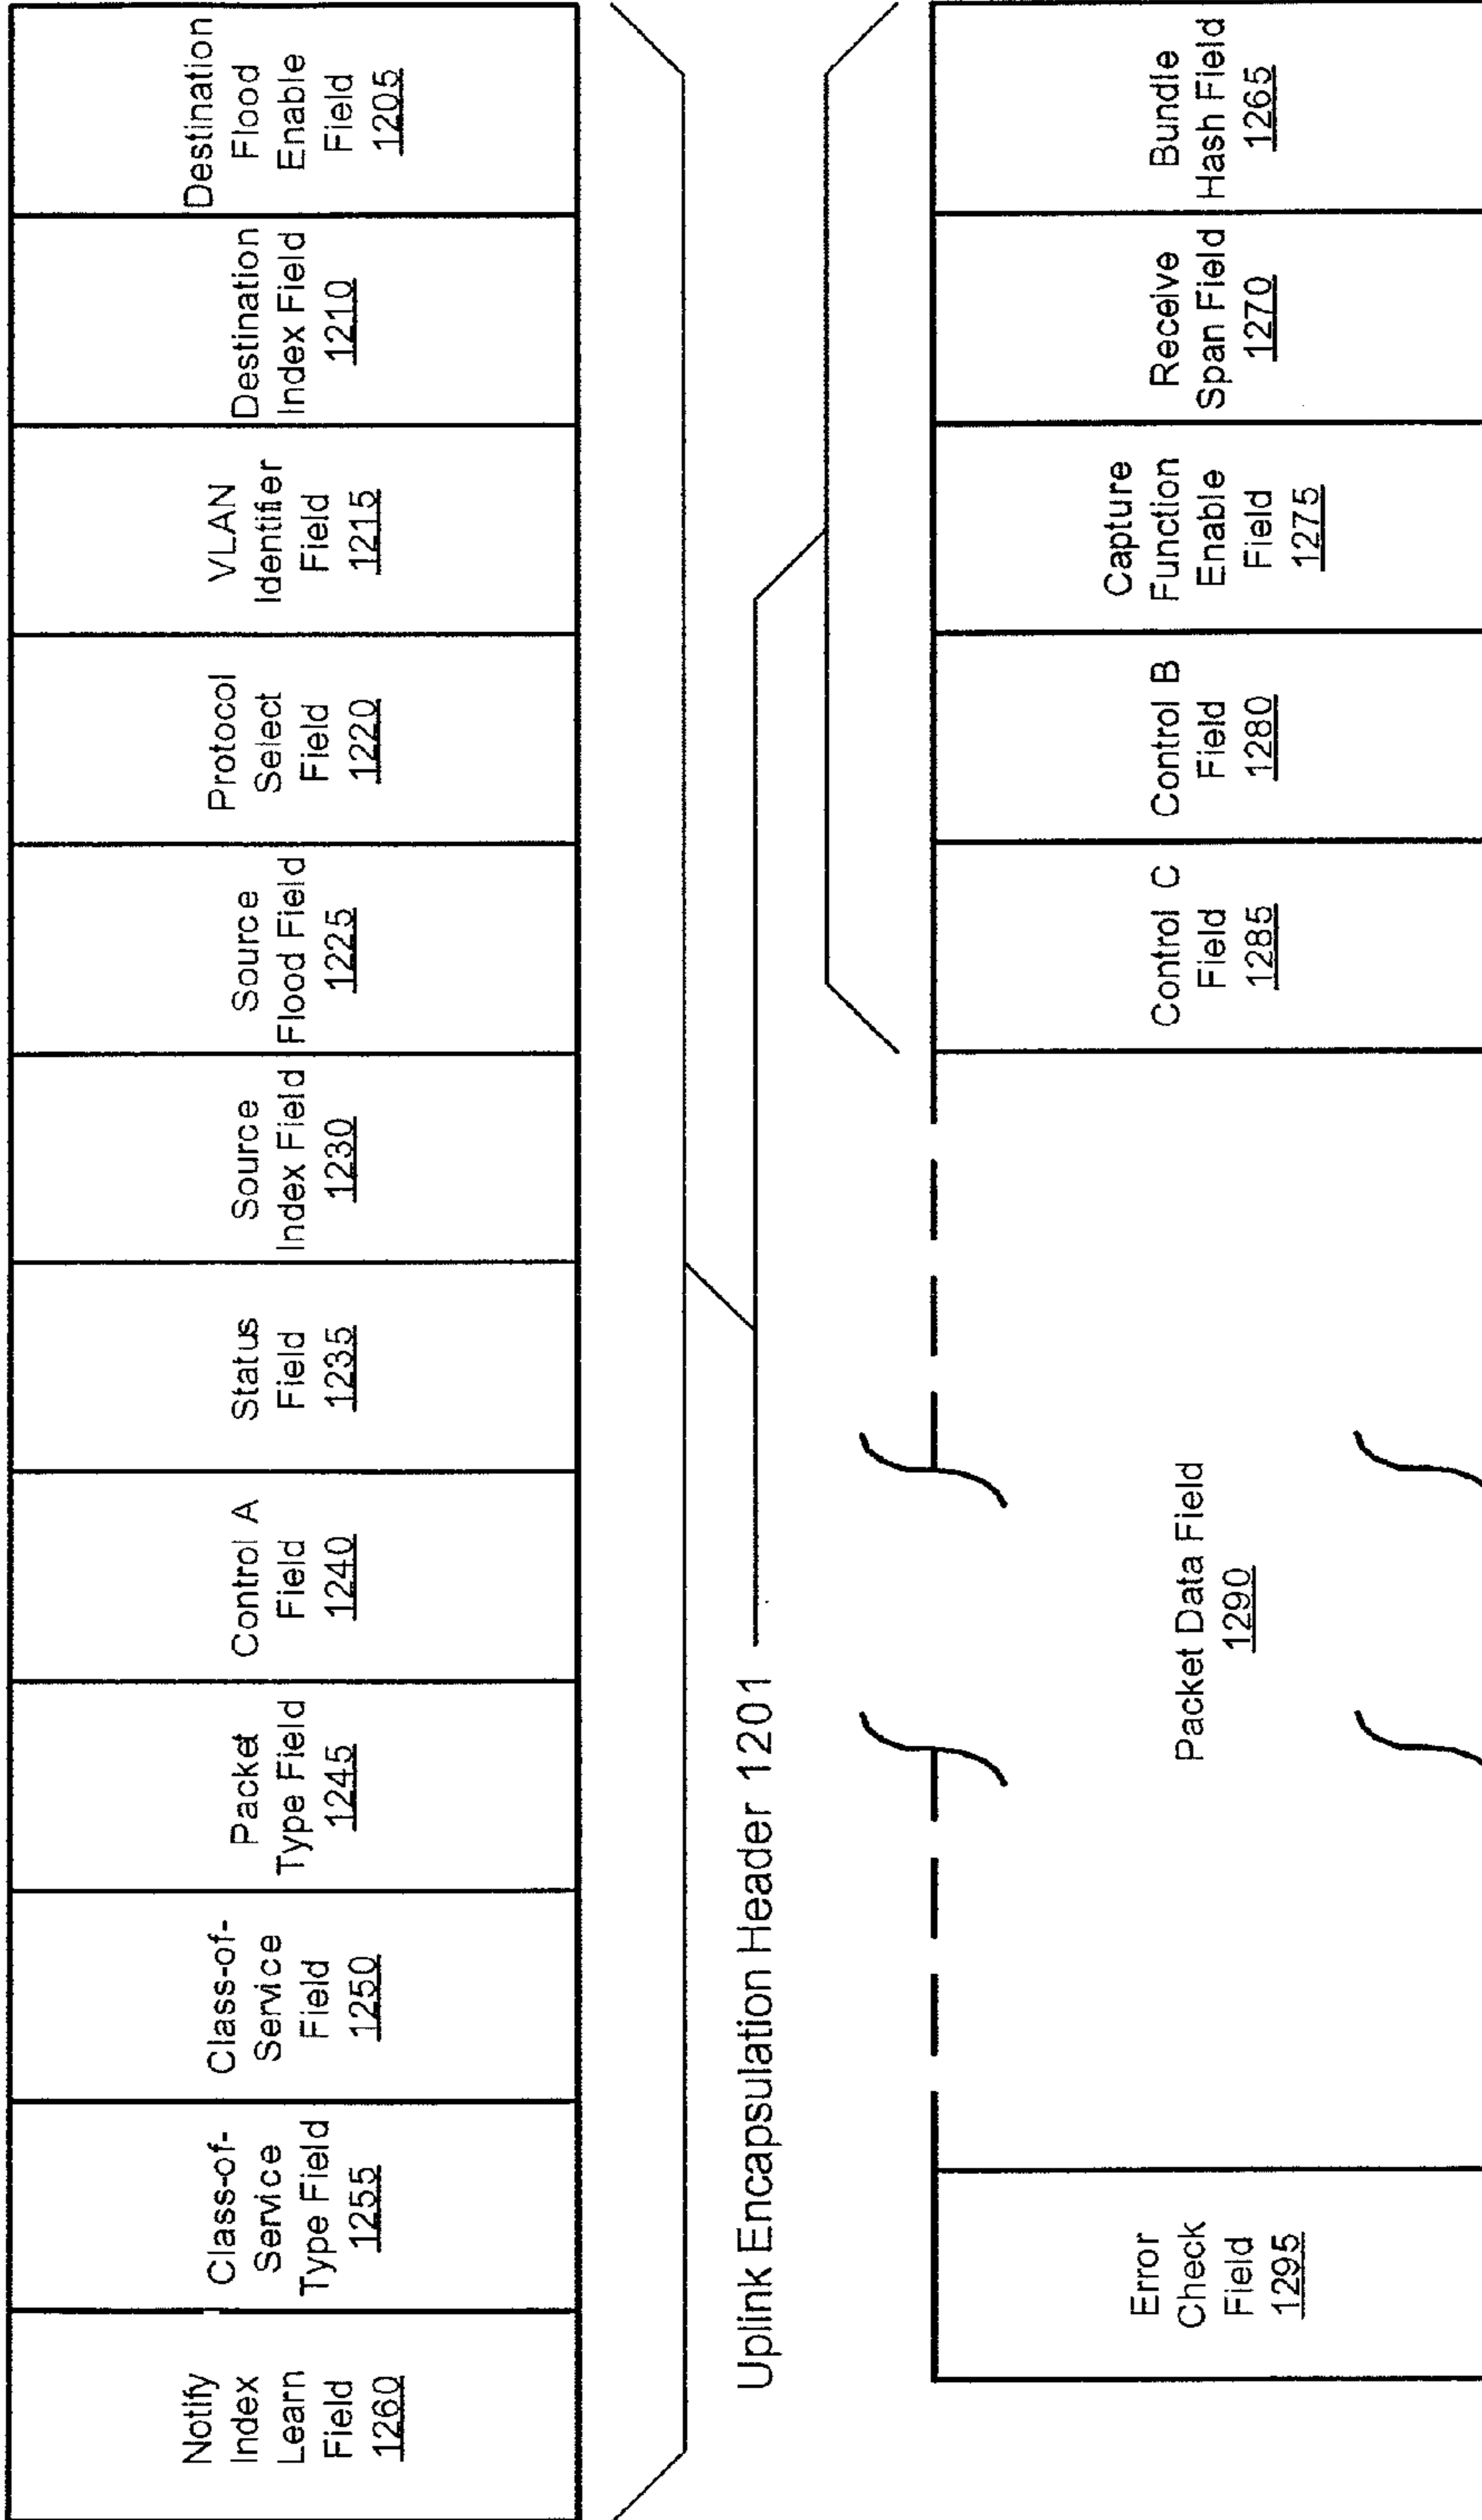 Notify
Index
Learn
Field
1260
Class-of-
Service
Type Field
1255
Class-of-
Service
Field
1250
Packet
Type Field
1245
Control A
Field
1240
Status
Field
1235
Source
Index Field
1230
Source
Flood Field
1225
Protocol
Select
Field
1220
VLAN
Identifier
Field
1215
Destination
Index Field
1210
Destination
Flood
Enable
Field
1205
Uplink Encapsulation Header 1201
Error
Check
Field
1295
Packet Data Field
1290
Control C
Field
1285
Control B
Field
1280
Capture
Function
Enable
Field
1275
Receive
Span Field
1270
Bundle
Hash Field
1265